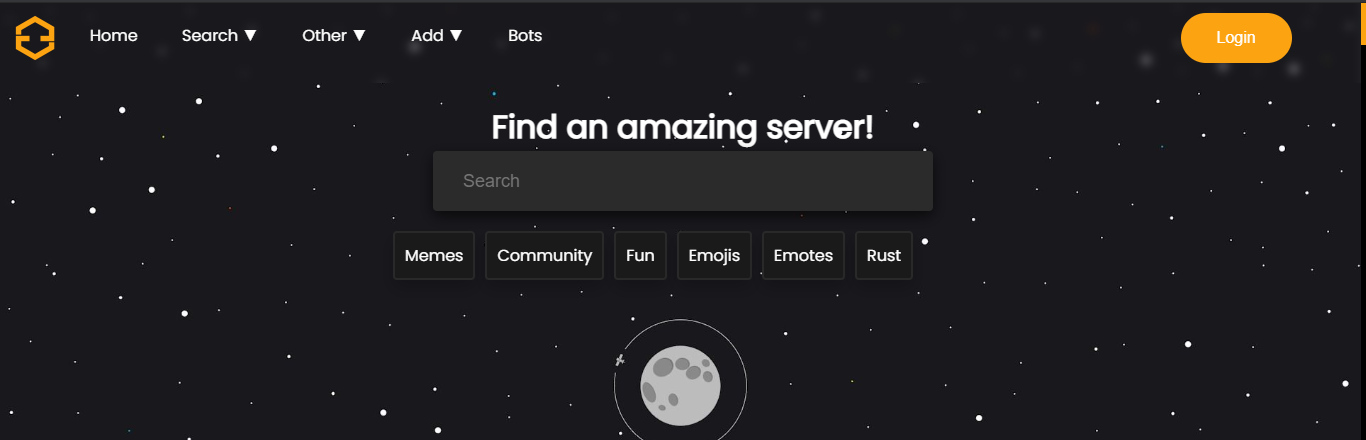 Home Search ▼ Other ▼ Add ▼ Bots Login
Find an amazing server!
Search
Memes Community Fun Emojis Emotes Rust